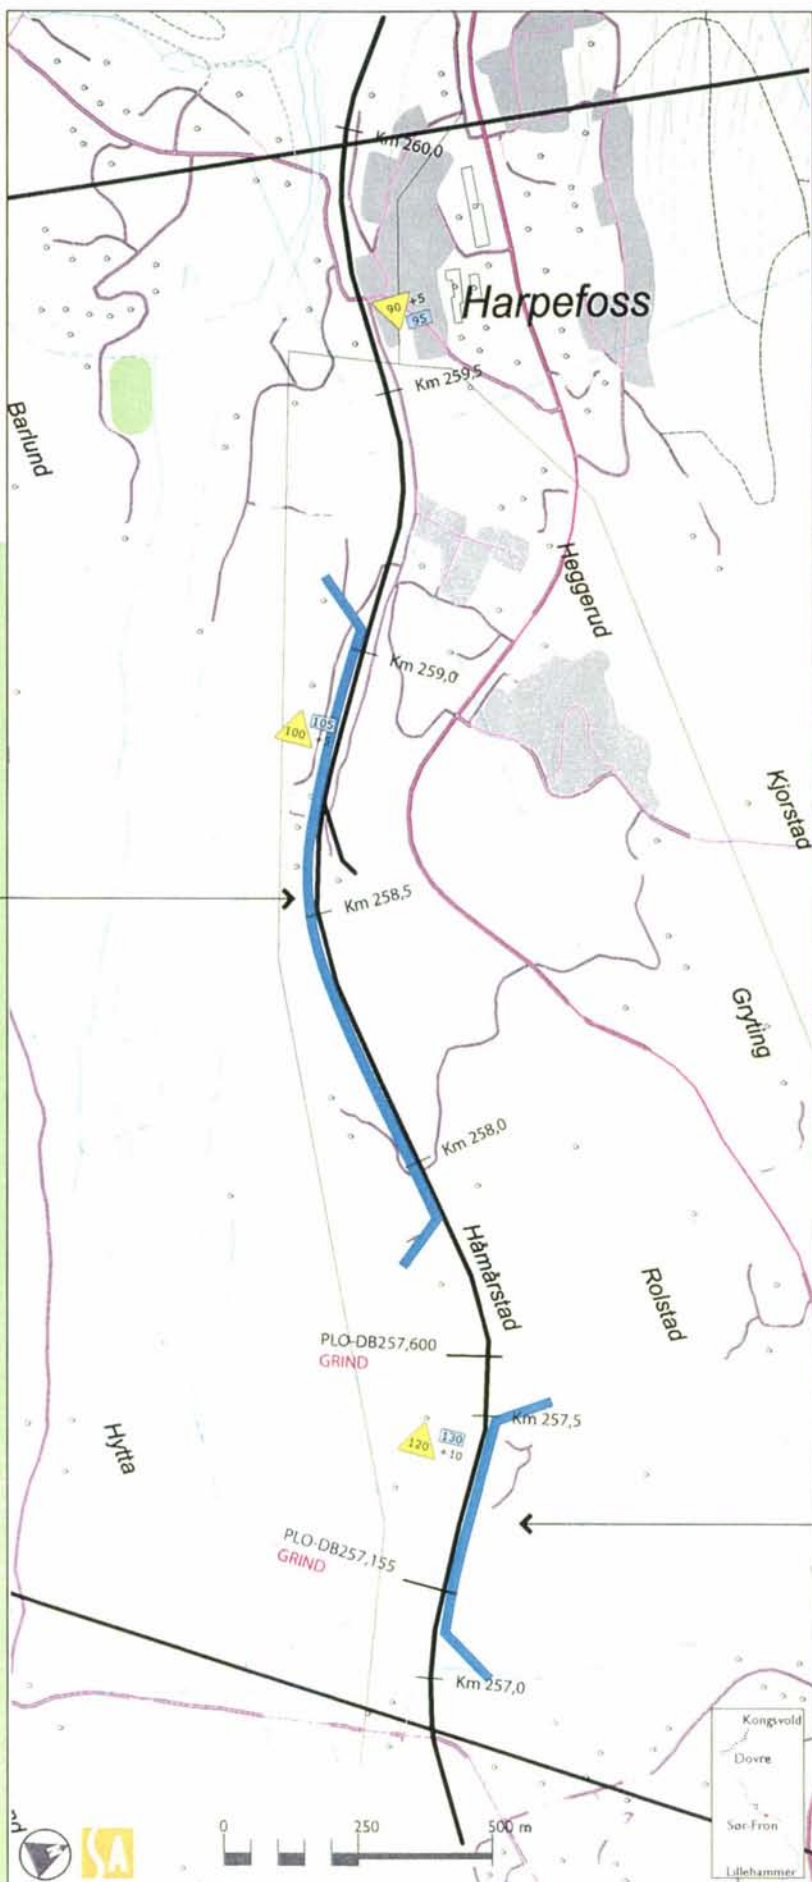 Km 260,0
Harpefoss
90 +5
95
Km 259,5
Barlund
Heggerud
Km 259,0
105
100
Kjorstad
Km 258,5
Gryting
Km 258,0
Håmårstad
Rolstad
PLO-DB257,600
GRIND
Km 257,5
130
120 +10
Hytta
PLO-DB257,155
GRIND
Km 257,0
Kongsvold
Dovre
Sør-Fron
Lillehammer
0 250 500 m
SA